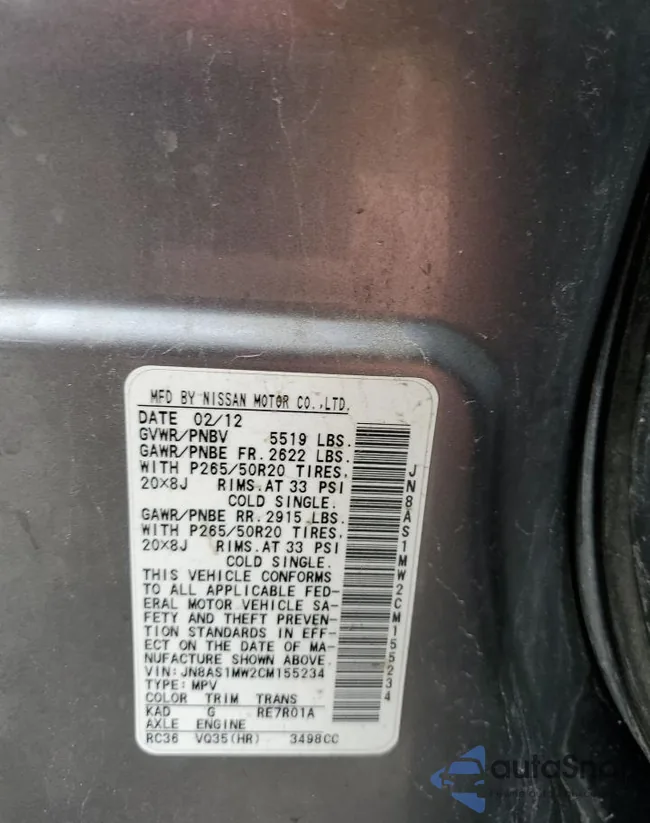 MFD BY NISSAN MOTOR CO.,LTD.
DATE 02/12
GVWR/PNBV 5519 LBS.
GAWR/PNBE FR. 2622 LBS.
WITH P265/50R20 TIRES,
20×8J RIMS.AT 33 PSI
COLD SINGLE.
GAWR/PNBE RR. 2915 LBS.
WITH P265/50R20 TIRES,
20×8J RIMS.AT 33 PSI
COLD SINGLE.
THIS VEHICLE CONFORMS
TO ALL APPLICABLE FED-
ERAL MOTOR VEHICLE SA-
FETY AND THEFT PREVEN-
TION STANDARDS IN EFF-
ECT ON THE DATE OF MA-
NUFACTURE SHOWN ABOVE.
VIN: JN8AS1MW2CM155234
TYPE: MPV
COLOR TRIM TRANS
KAD G RE7R01A
AXLE ENGINE
RC36 VQ35(HR) 3498CC
JN8AS1MW2CM155234
autoSna